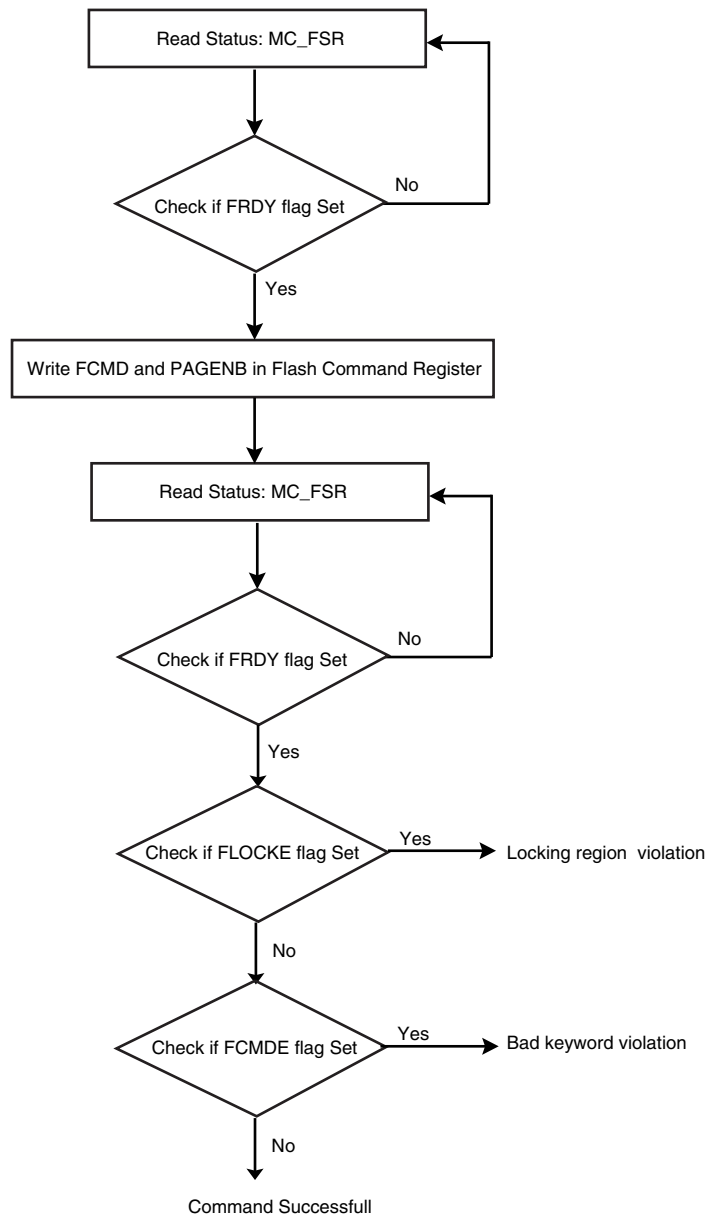 Read Status: MC_FSR
No
Check if FRDY flag Set
Yes
Write FCMD and PAGENB in Flash Command Register
Read Status: MC_FSR
No
Check if FRDY flag Set
Yes
Check if FLOCKE flag Set
Yes
Locking region violation
No
Check if FCMDE flag Set
Yes
Bad keyword violation
No
Command Successfull